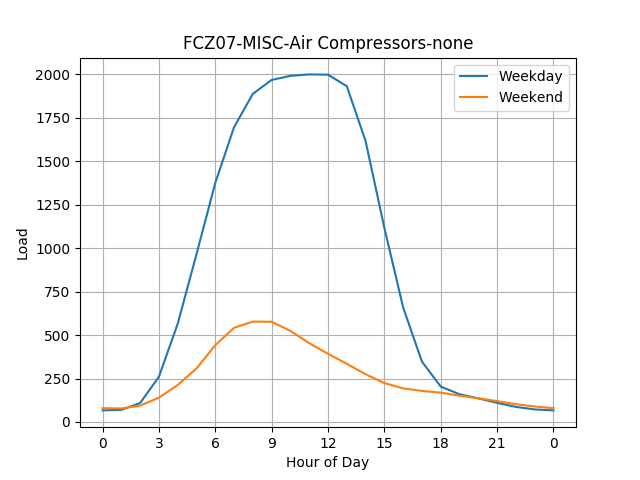 FCZ07-MISC-Air Compressors-none
Weekday
Weekend
Load
2000
1750
1500
1250
1000
750
500
250
0
0 3 6 9 12 15 18 21 0
Hour of Day